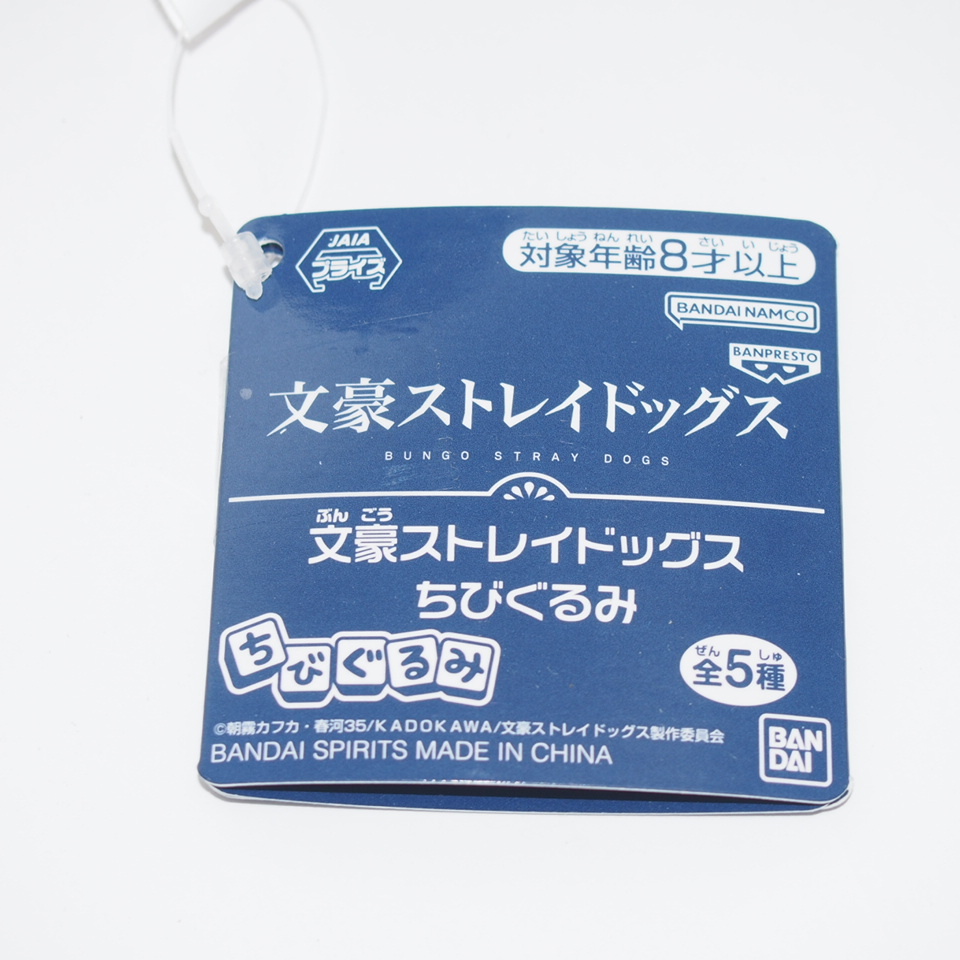 JAIA
プライズ
たいしょうねんれい さいいじょう
対象年齢8才以上
BANDAI NAMCO
BANPRESTO
文豪ストレイドッグス
BUNGO STRAY DOGS
ぶんごう
文豪ストレイドッグス
ちびぐるみ
ちびぐるみ
ぜん しゅ
全5種
©朝霧カフカ・春河35/KADOKAWA/文豪ストレイドッグス製作委員会
BANDAI SPIRITS MADE IN CHINA
BAN
DAI